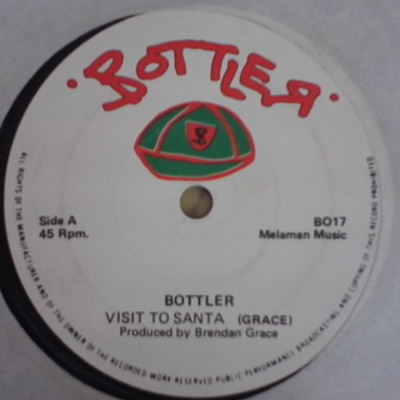 BOTTLER
B
Side A
45 Rpm.
BO17
Melaman Music
BOTTLER
VISIT TO SANTA (GRACE)
Produced by Brendan Grace
ALL RIGHTS OF THE MANUFACTURER AND OF THE OWNER OF THE RECORDED WORK RESERVED PUBLIC PERFORMANCE BROADCASTING AND COPYING OF THIS RECORD PROHIBITED